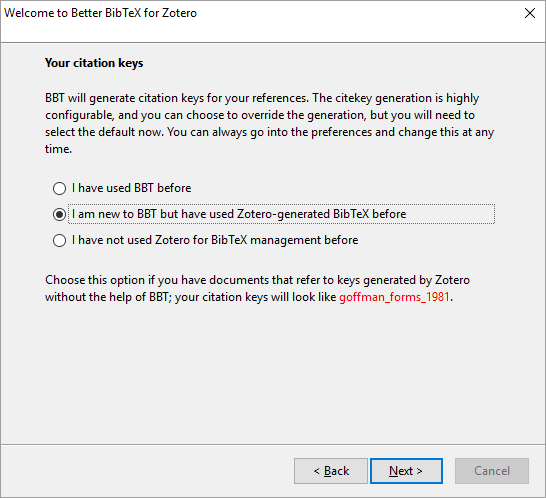 Welcome to Better BibTeX for Zotero
Your citation keys
BBT will generate citation keys for your references. The citekey generation is highly
configurable, and you can choose to override the generation, but you will need to
select the default now. You can always go into the preferences and change this at any
time.
I have used BBT before
I am new to BBT but have used Zotero-generated BibTeX before
I have not used Zotero for BibTeX management before
Choose this option if you have documents that refer to keys generated by Zotero
without the help of BBT; your citation keys will look like goffman_forms_1981.
< Back
Next >
Cancel